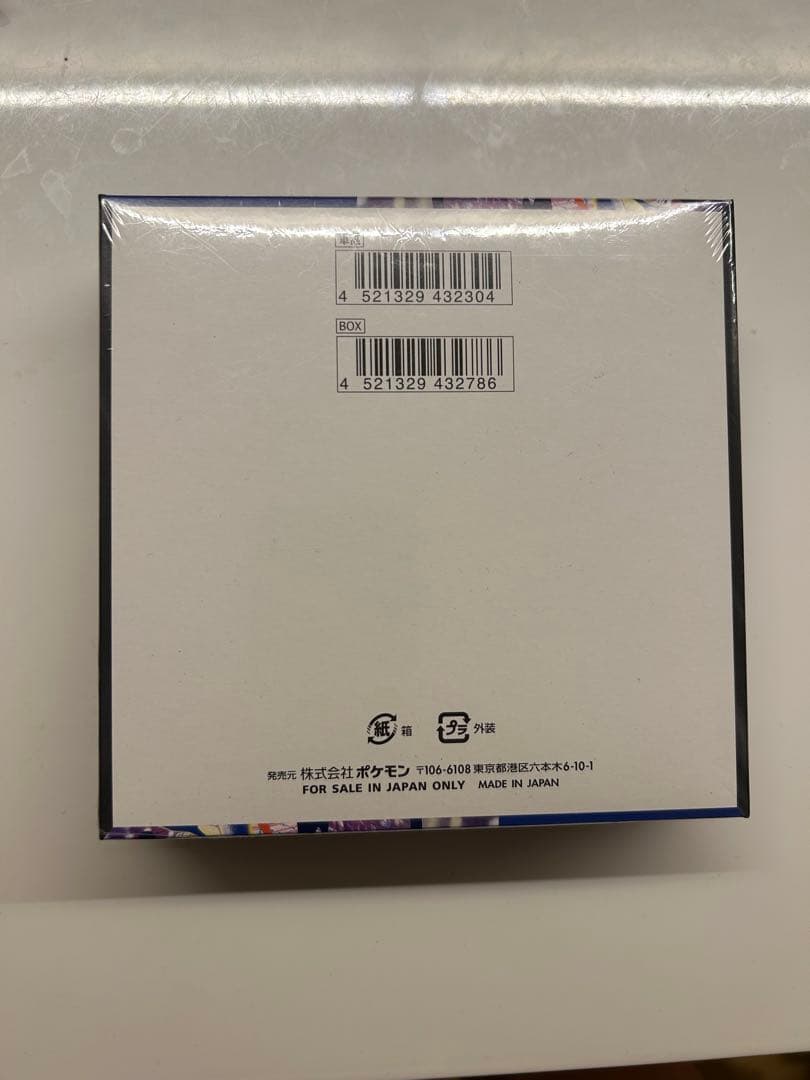 4 521329 432304
BOX
4 521329 432786
紙 箱 プラ 外装
発売元 株式会社ポケモン 〒106-6108 東京都港区六本木6-10-1
FOR SALE IN JAPAN ONLY MADE IN JAPAN